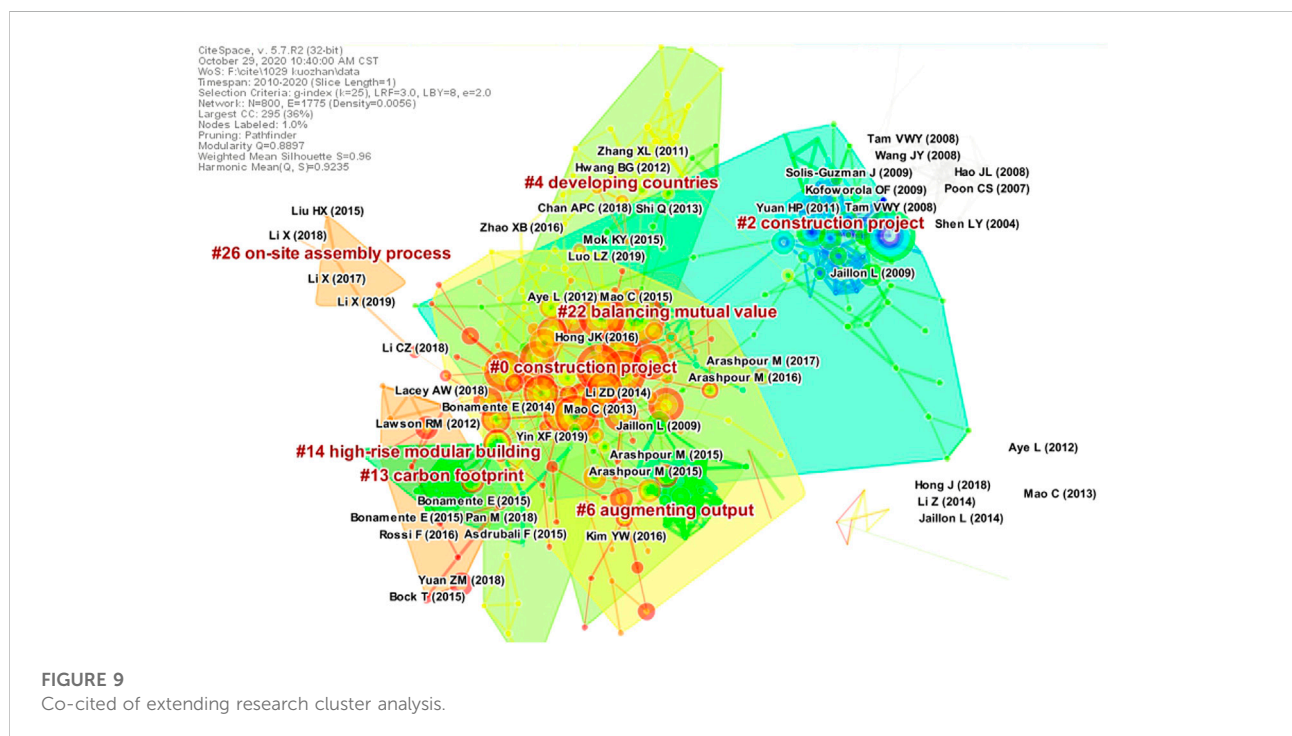 CiteSpace, v. 5.7.R2 (32-bit)
October 29, 2020 10:40:00 AM CST
WoS: F:\cite\1029 kuozhan\data
Timespan: 2010-2020 (Slice Length=1)
Selection Criteria: g-index (k=25), LRF=3.0, LBY=8, e=2.0
Network: N=800, E=1775 (Density=0.0056)
Largest CC: 295 (36%)
Nodes Labeled: 1.0%
Pruning: Pathfinder
Modularity Q=0.8897
Weighted Mean Silhouette S=0.96
Harmonic Mean(Q, S)=0.9235
Tam VWY (2008)
Zhang XL (2011)
Wang JY (2008)
Hwang BG (2012)
Solis-Guzman J (2009)
Hao JL (2008)
#4 developing countries
Kofoworola OF (2009)
Poon CS (2007)
Liu HX (2015)
Chan APC (2018)
Shi Q (2013)
Yuan HP (2011)
Tam VWY (2008)
Zhao XB (2016)
#2 construction project
Shen LY (2004)
Li X (2018)
Mok KY (2015)
#26 on-site assembly process
Luo LZ (2019)
Li X (2017)
Jaillon L (2009)
Li X (2019)
Aye L (2012)
Mao C (2015)
#22 balancing mutual value
Hong JK (2016)
Li CZ (2018)
#0 construction project
Arashpour M (2017)
Arashpour M (2016)
Lacey AW (2018)
Li ZD (2014)
Bonamente E (2014)
Mao C (2013)
Lawson RM (2012)
Jaillon L (2009)
Yin XF (2019)
#14 high-rise modular building
Arashpour M (2015)
Aye L (2012)
#13 carbon footprint
Arashpour M (2015)
Hong J (2018)
Bonamente E (2015)
Li Z (2014)
Mao C (2013)
#6 augmenting output
Bonamente E (2015)
Pan M (2018)
Jaillon L (2014)
Rossi F (2016)
Asdrubali F (2015)
Kim YW (2016)
Yuan ZM (2018)
Bock T (2015)
FIGURE 9
Co-cited of extending research cluster analysis.